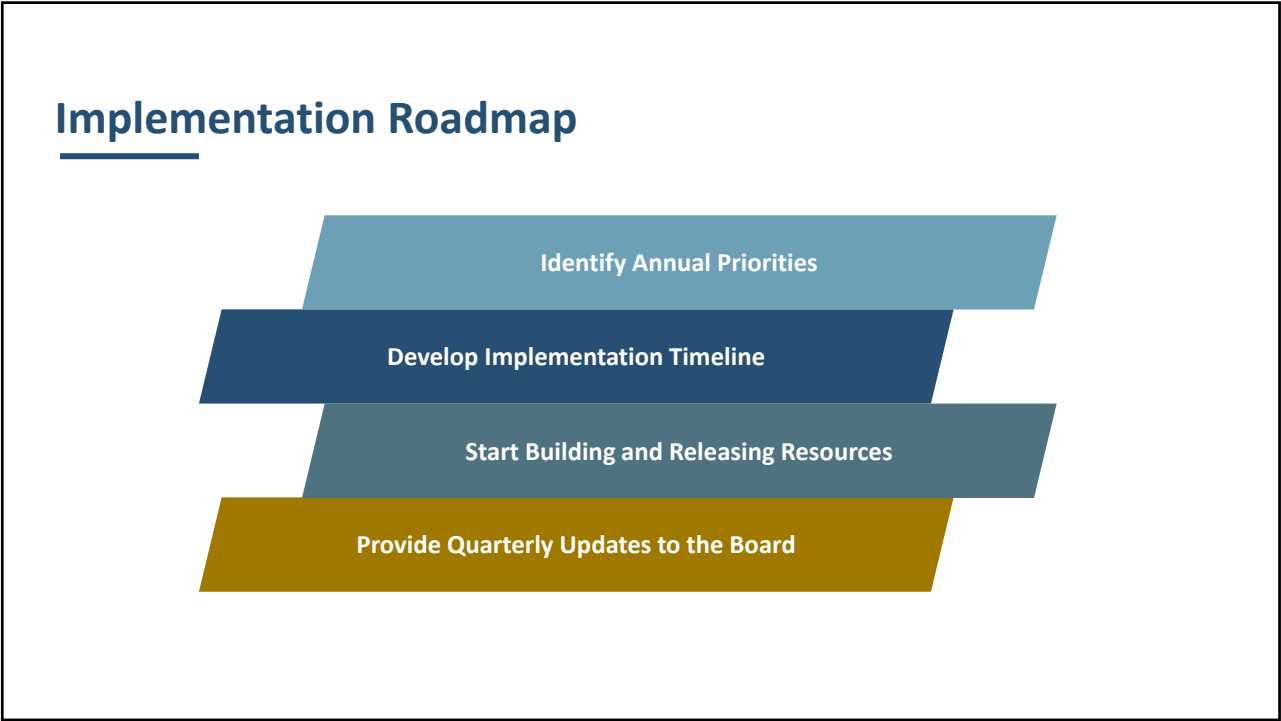 Implementation Roadmap
Identify Annual Priorities
Develop Implementation Timeline
Start Building and Releasing Resources
Provide Quarterly Updates to the Board